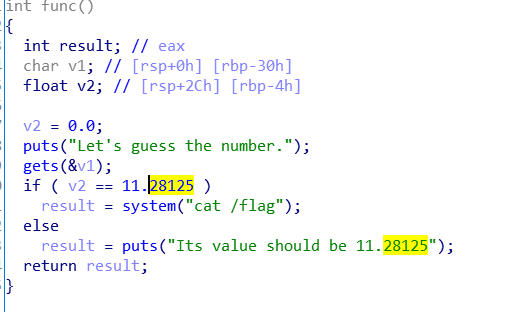 int func()
{
int result; // eax
char v1; // [rsp+0h] [rbp-30h]
float v2; // [rsp+2Ch] [rbp-4h]
v2 = 0.0;
puts("Let's guess the number.");
gets(&v1);
if ( v2 == 11.28125 )
result = system("cat /flag");
else
result = puts("Its value should be 11.28125");
return result;
}